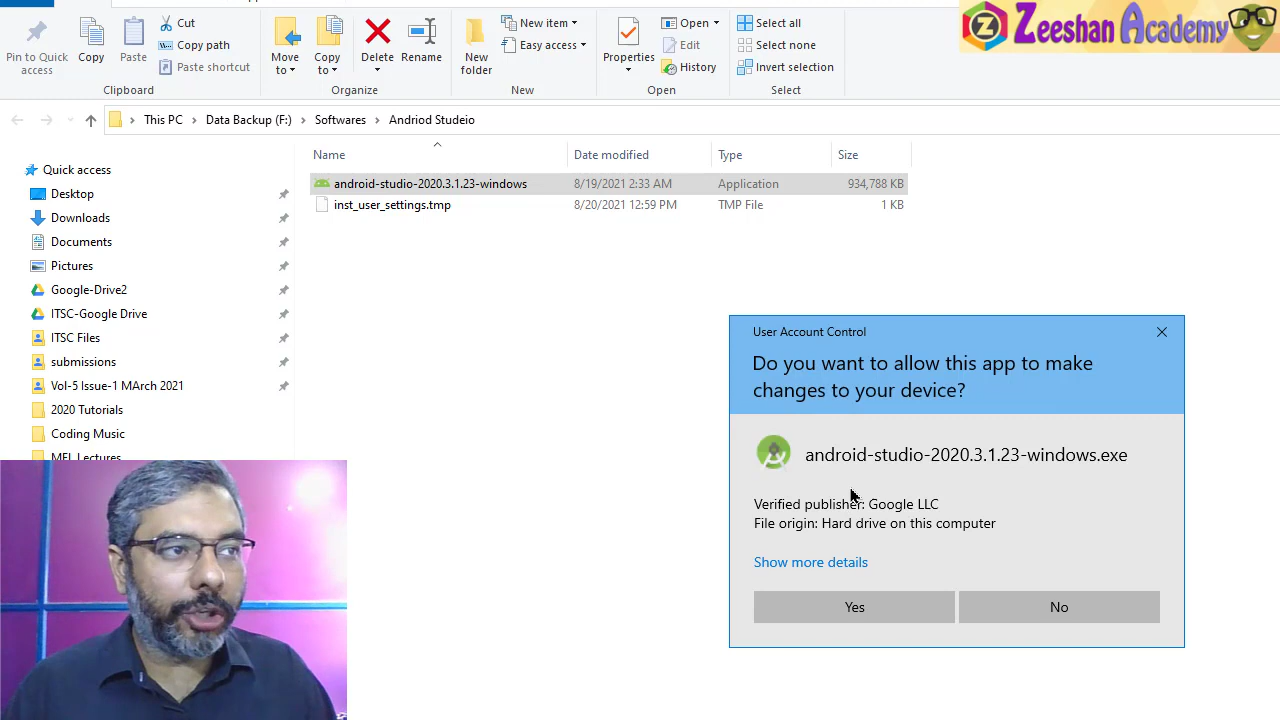 Zeeshan Academy
Pin to Quick
access
Copy
Paste
Cut
Copy path
Paste shortcut
Clipboard
Move
to
Copy
to
Delete
Rename
Organize
New
folder
New item
Easy access
New
Properties
Open
Edit
History
Open
Select all
Select none
Invert selection
Select
This PC > Data Backup (F:) > Softwares > Andriod Studeio
Name Date modified Type Size
android-studio-2020.3.1.23-windows 8/19/2021 2:33 AM Application 934,788 KB
inst_user_settings.tmp 8/20/2021 12:59 PM TMP File 1 KB
Quick access
Desktop
Downloads
Documents
Pictures
Google-Drive2
ITSC-Google Drive
ITSC Files
submissions
Vol-5 Issue-1 MArch 2021
2020 Tutorials
Coding Music
User Account Control
Do you want to allow this app to make
changes to your device?
android-studio-2020.3.1.23-windows.exe
Verified publisher: Google LLC
File origin: Hard drive on this computer
Show more details
Yes No